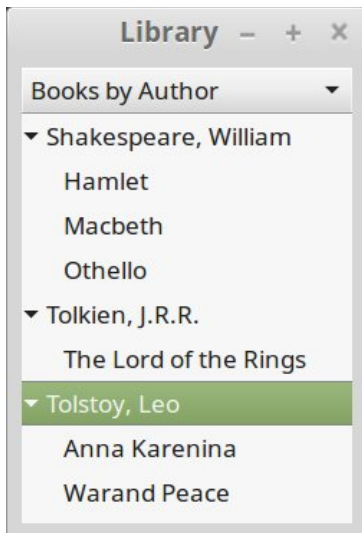 Library
Books by Author
Shakespeare, William
Hamlet
Macbeth
Othello
Tolkien, J.R.R.
The Lord of the Rings
Tolstoy, Leo
Anna Karenina
Warand Peace